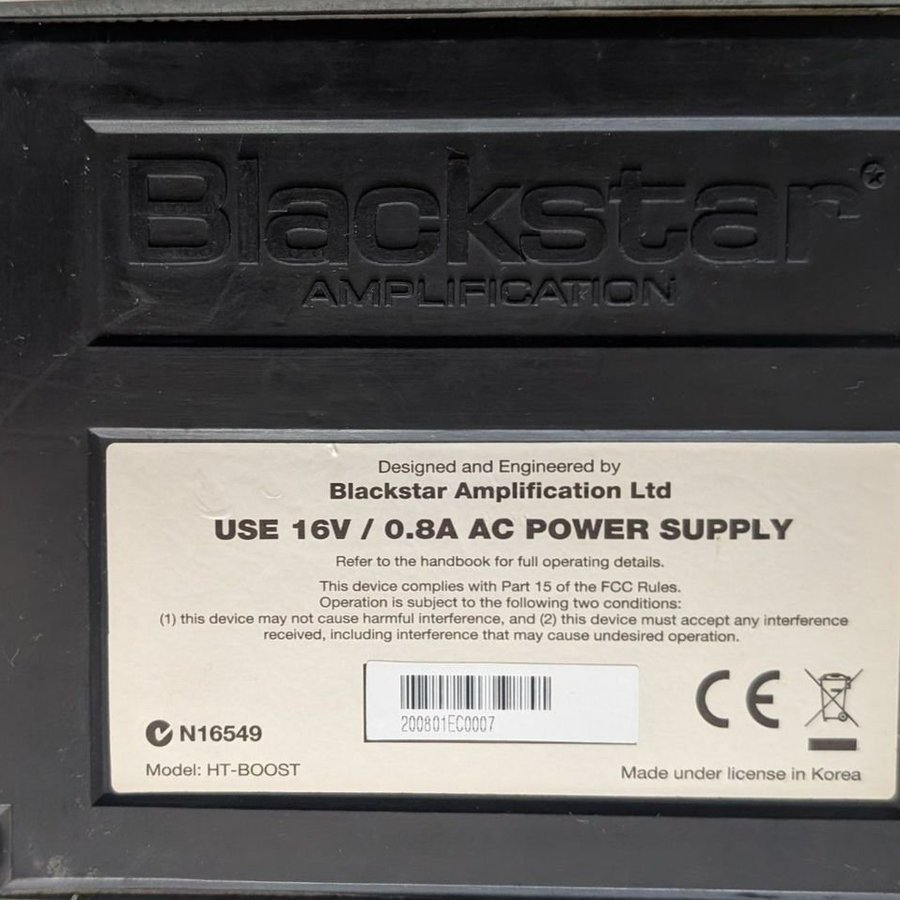 Blackstar
AMPLIFICATION
Designed and Engineered by
Blackstar Amplification Ltd
USE 16V / 0.8A AC POWER SUPPLY
Refer to the handbook for full operating details.
This device complies with Part 15 of the FCC Rules.
Operation is subject to the following two conditions:
(1) this device may not cause harmful interference, and (2) this device must accept any interference
received, including interference that may cause undesired operation.
200801EC0007
CE
N16549
Model: HT-BOOST
Made under license in Korea